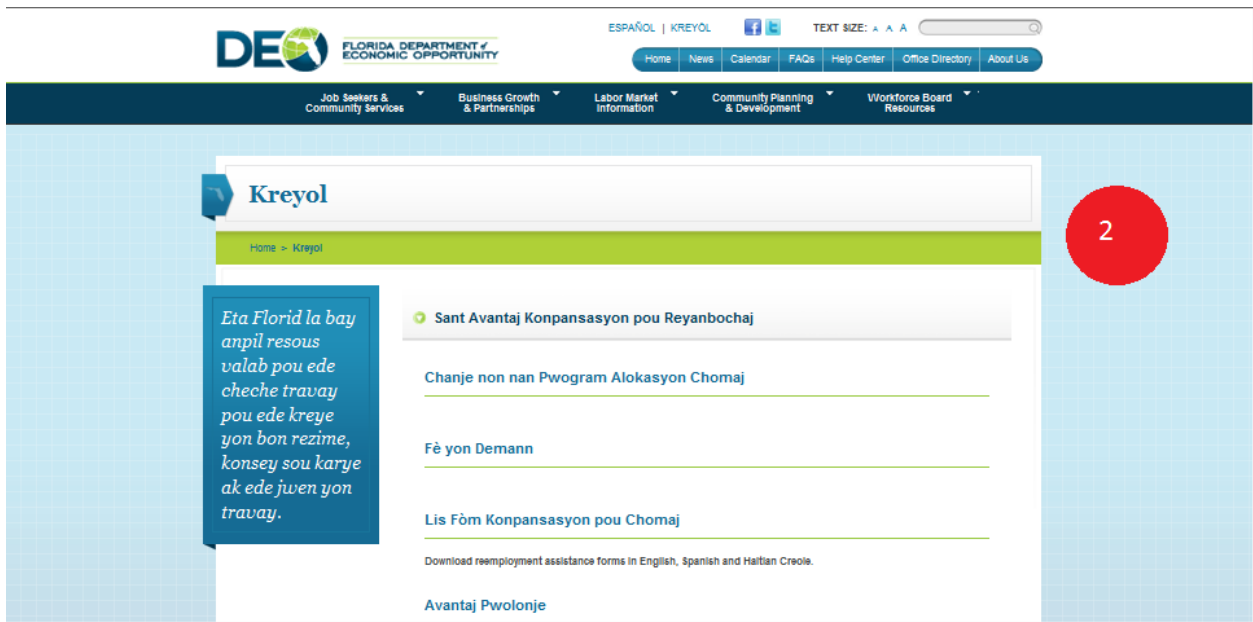 ESPAÑOL | KREYÒL
TEXT SIZE: A A A
DEO
FLORIDA DEPARTMENT of
ECONOMIC OPPORTUNITY
Home News Calendar FAQs Help Center Office Directory About Us
Job Seekers &
Community Services
Business Growth
& Partnerships
Labor Market
Information
Community Planning
& Development
Workforce Board
Resources
Kreyol
2
Home > Kreyol
Eta Florid la bay
anpil resous
valab pou ede
cheche travay
pou ede kreye
yon bon rezime,
konsey sou karye
ak ede jwen yon
travay.
Sant Avantaj Konpansasyon pou Reyanbochaj
Chanje non nan Pwogram Alokasyon Chomaj
Fè yon Demann
Lis Fòm Konpansasyon pou Chomaj
Download reemployment assistance forms in English, Spanish and Haitian Creole.
Avantaj Pwolonje